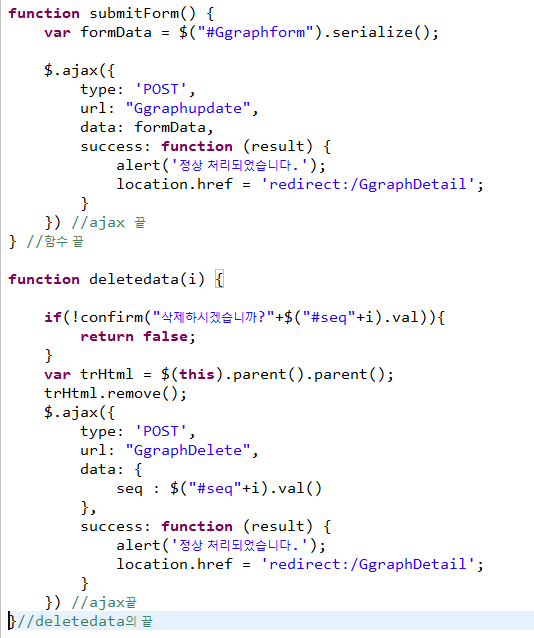 function submitForm() {
    var formData = $("#Ggraphform").serialize();
    $.ajax({
        type: 'POST',
        url: "Ggraphupdate",
        data: formData,
        success: function (result) {
            alert('정상 처리되었습니다.');
            location.href = 'redirect:/GgraphDetail';
        }
    }) //ajax 끝
} //함수 끝
function deletedata(i) {
    if(!confirm("삭제하시겠습니까?"+$("#seq"+i).val)){
        return false;
    }
    var trHtml = $(this).parent().parent();
    trHtml.remove();
    $.ajax({
        type: 'POST',
        url: "GgraphDelete",
        data: {
            seq : $("#seq"+i).val()
        },
        success: function (result) {
            alert('정상 처리되었습니다.');
            location.href = 'redirect:/GgraphDetail';
        }
    }) //ajax끝
}//deletedata의 끝